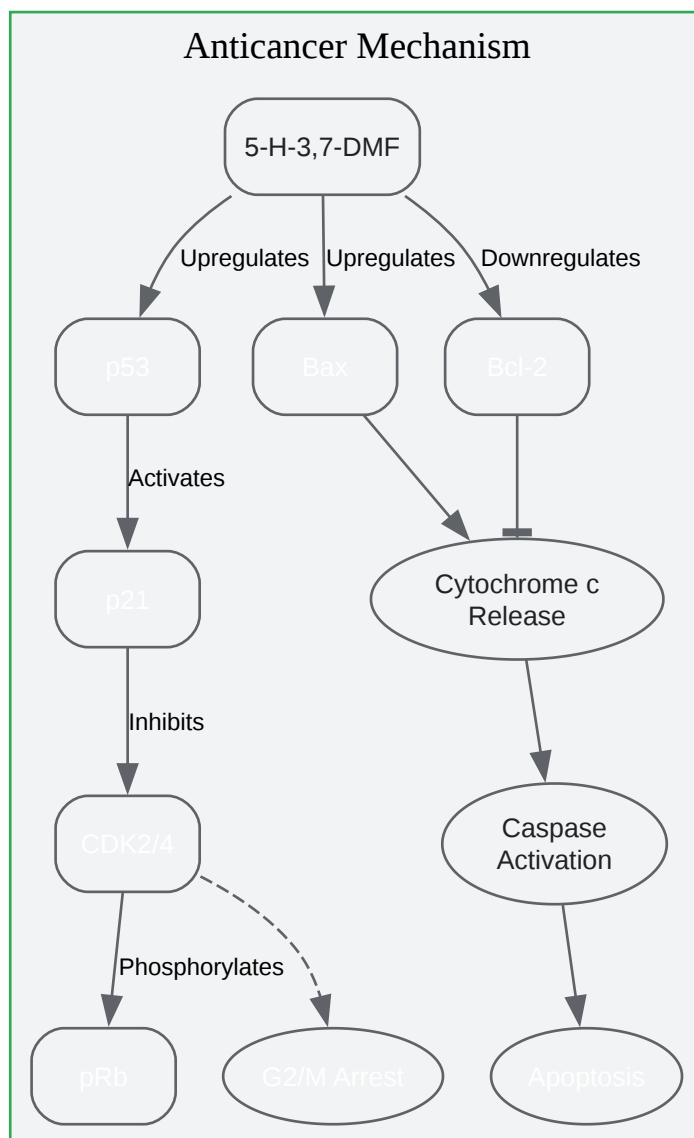 Anticancer Mechanism
5-H-3,7-DMF
Upregulates
Upregulates
Downregulates
p53
Bax
Bcl-2
Activates
p21
Cytochrome c
Release
Inhibits
CDK2/4
Caspase
Activation
Phosphorylates
pRb
G2/M Arrest
Apoptosis